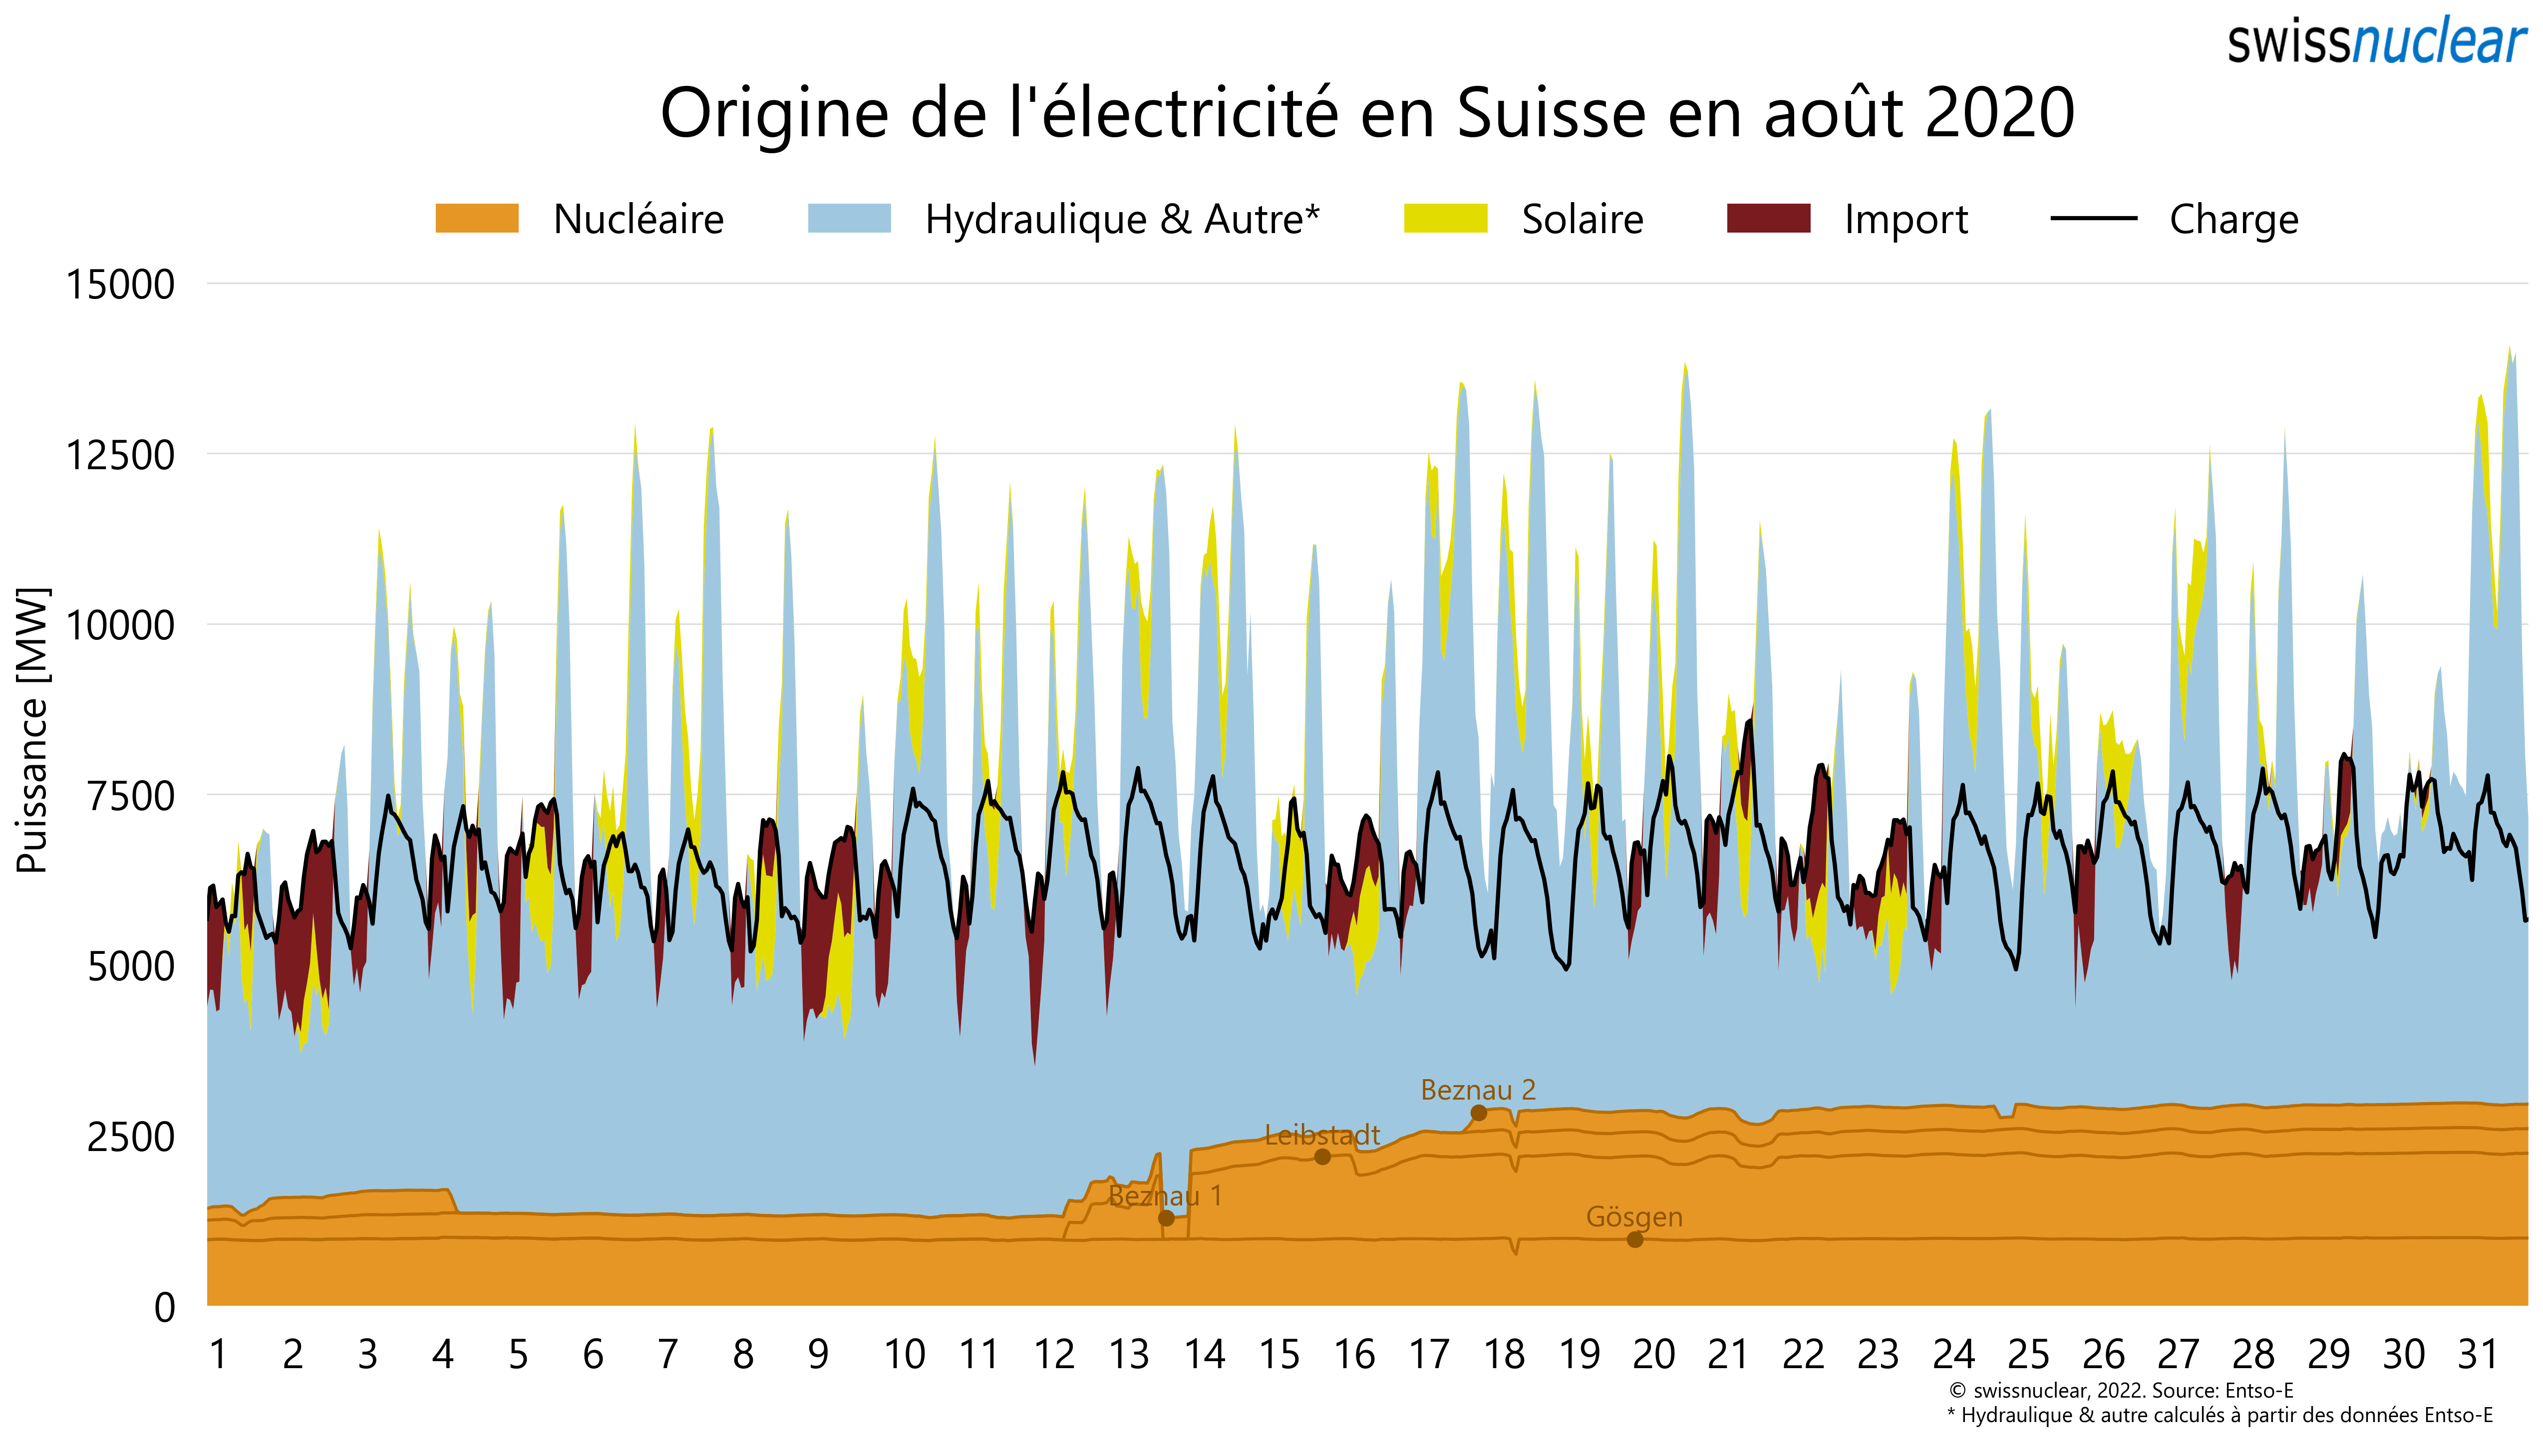 swissnuclear
Origine de l'électricité en Suisse en août 2020
Nucléaire Hydraulique & Autre* Solaire Import Charge
Puissance [MW]
15000
12500
10000
7500
5000
2500
0
Beznau 2
Leibstadt
Beznau 1
Gösgen
1 2 3 4 5 6 7 8 9 10 11 12 13 14 15 16 17 18 19 20 21 22 23 24 25 26 27 28 29 30 31
© swissnuclear, 2022. Source: Entso-E
* Hydraulique & autre calculés à partir des données Entso-E